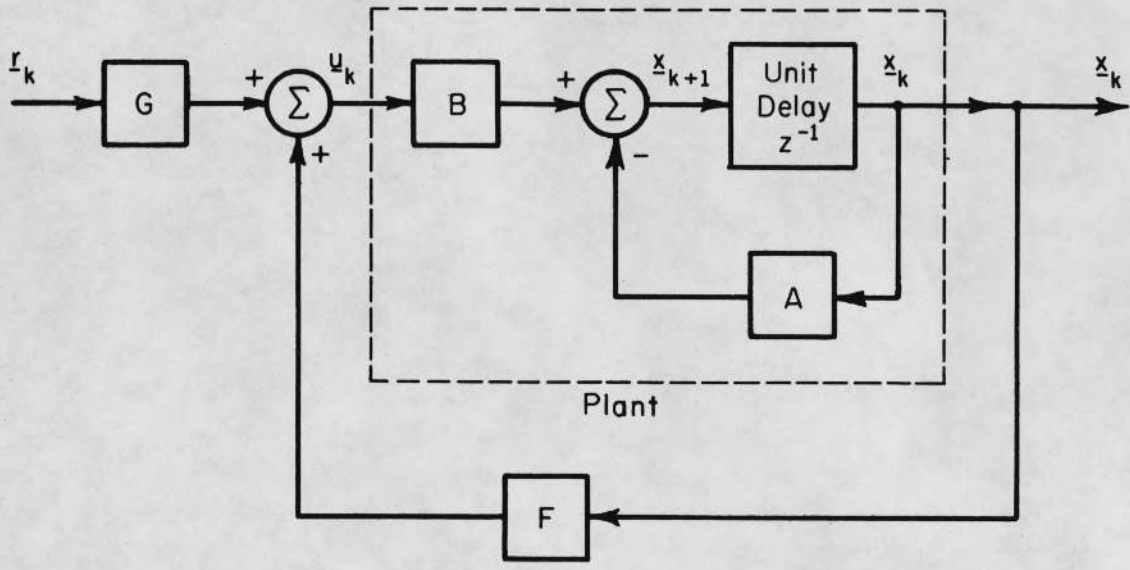 r_k
G
+
Σ
+
u_k
B
+
Σ
-
x_k+1
Unit
Delay
z^-1
x_k
x_k
A
Plant
F